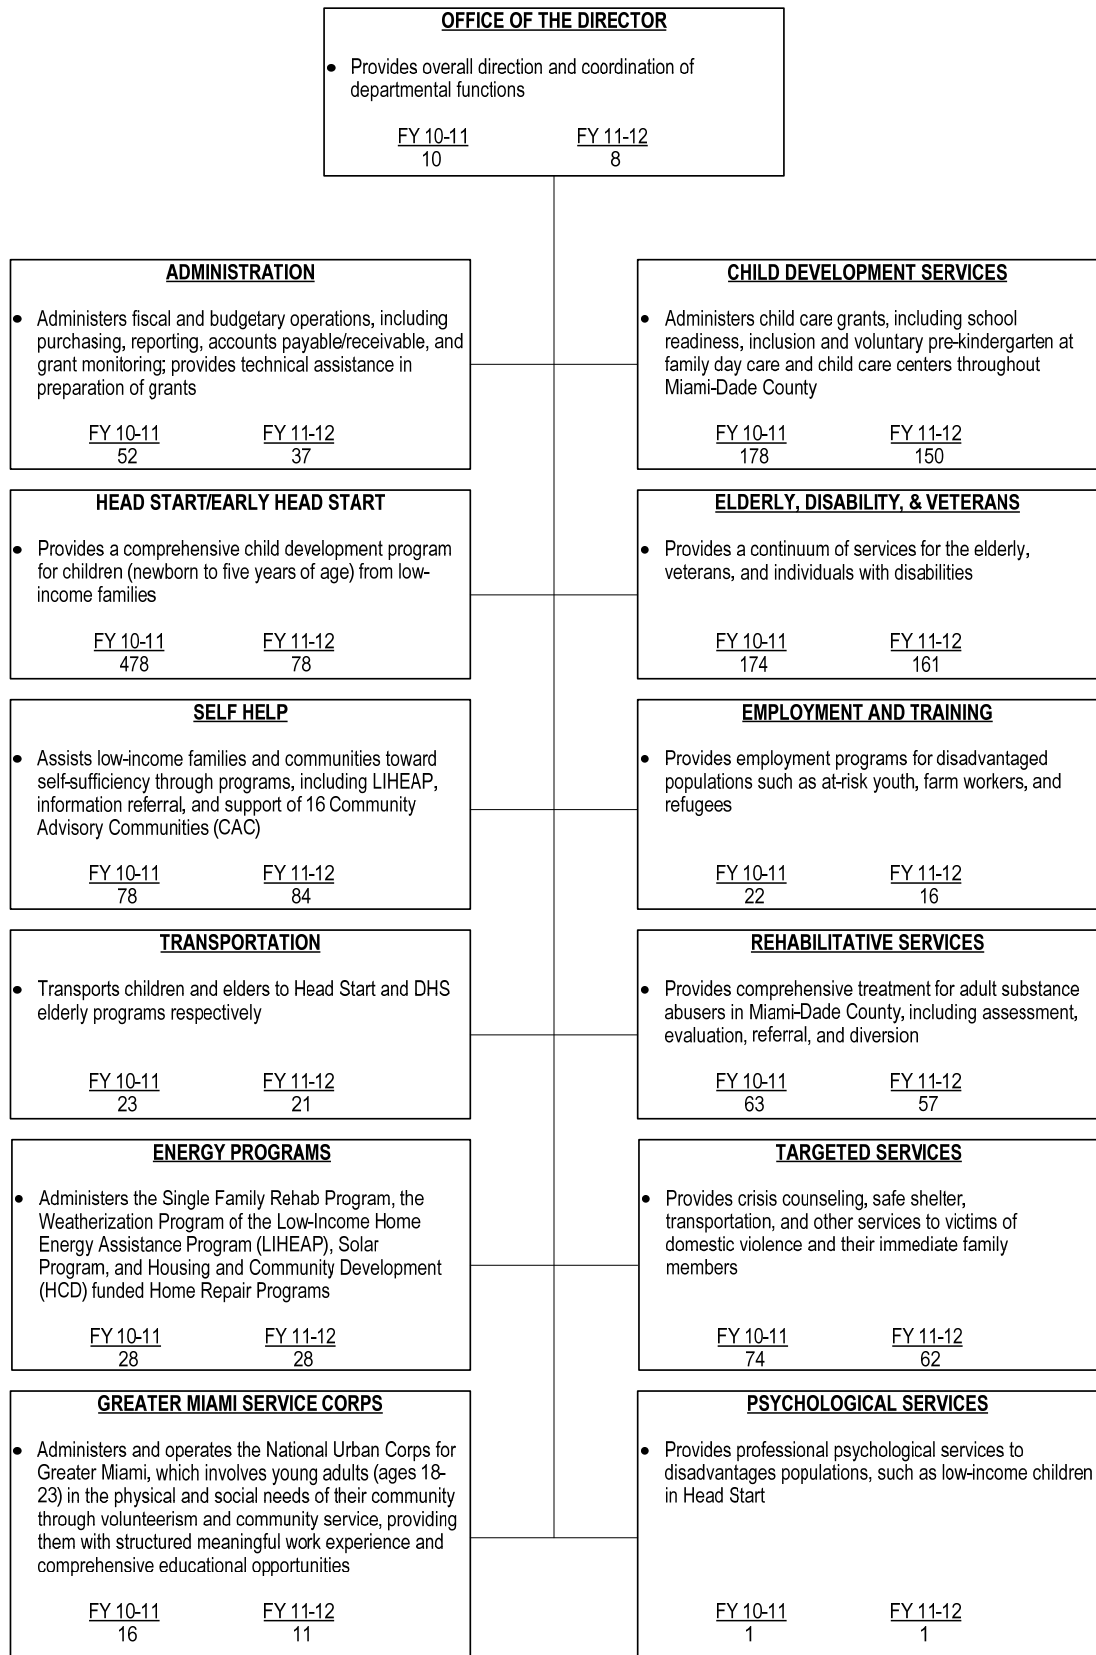 OFFICE OF THE DIRECTOR
• Provides overall direction and coordination of
departmental functions
FY 10-11 FY 11-12
10 8
ADMINISTRATION
• Administers fiscal and budgetary operations, including
purchasing, reporting, accounts payable/receivable, and
grant monitoring; provides technical assistance in
preparation of grants
FY 10-11 FY 11-12
52 37
CHILD DEVELOPMENT SERVICES
• Administers child care grants, including school
readiness, inclusion and voluntary pre-kindergarten at
family day care and child care centers throughout
Miami-Dade County
FY 10-11 FY 11-12
178 150
HEAD START/EARLY HEAD START
• Provides a comprehensive child development program
for children (newborn to five years of age) from low-
income families
FY 10-11 FY 11-12
478 78
ELDERLY, DISABILITY, & VETERANS
• Provides a continuum of services for the elderly,
veterans, and individuals with disabilities
FY 10-11 FY 11-12
174 161
SELF HELP
• Assists low-income families and communities toward
self-sufficiency through programs, including LIHEAP,
information referral, and support of 16 Community
Advisory Communities (CAC)
FY 10-11 FY 11-12
78 84
EMPLOYMENT AND TRAINING
• Provides employment programs for disadvantaged
populations such as at-risk youth, farm workers, and
refugees
FY 10-11 FY 11-12
22 16
TRANSPORTATION
• Transports children and elders to Head Start and DHS
elderly programs respectively
FY 10-11 FY 11-12
23 21
REHABILITATIVE SERVICES
• Provides comprehensive treatment for adult substance
abusers in Miami-Dade County, including assessment,
evaluation, referral, and diversion
FY 10-11 FY 11-12
63 57
ENERGY PROGRAMS
• Administers the Single Family Rehab Program, the
Weatherization Program of the Low-Income Home
Energy Assistance Program (LIHEAP), Solar
Program, and Housing and Community Development
(HCD) funded Home Repair Programs
FY 10-11 FY 11-12
28 28
TARGETED SERVICES
• Provides crisis counseling, safe shelter,
transportation, and other services to victims of
domestic violence and their immediate family
members
FY 10-11 FY 11-12
74 62
GREATER MIAMI SERVICE CORPS
• Administers and operates the National Urban Corps for
Greater Miami, which involves young adults (ages 18-
23) in the physical and social needs of their community
through volunteerism and community service, providing
them with structured meaningful work experience and
comprehensive educational opportunities
FY 10-11 FY 11-12
16 11
PSYCHOLOGICAL SERVICES
• Provides professional psychological services to
disadvantages populations, such as low-income children
in Head Start
FY 10-11 FY 11-12
1 1